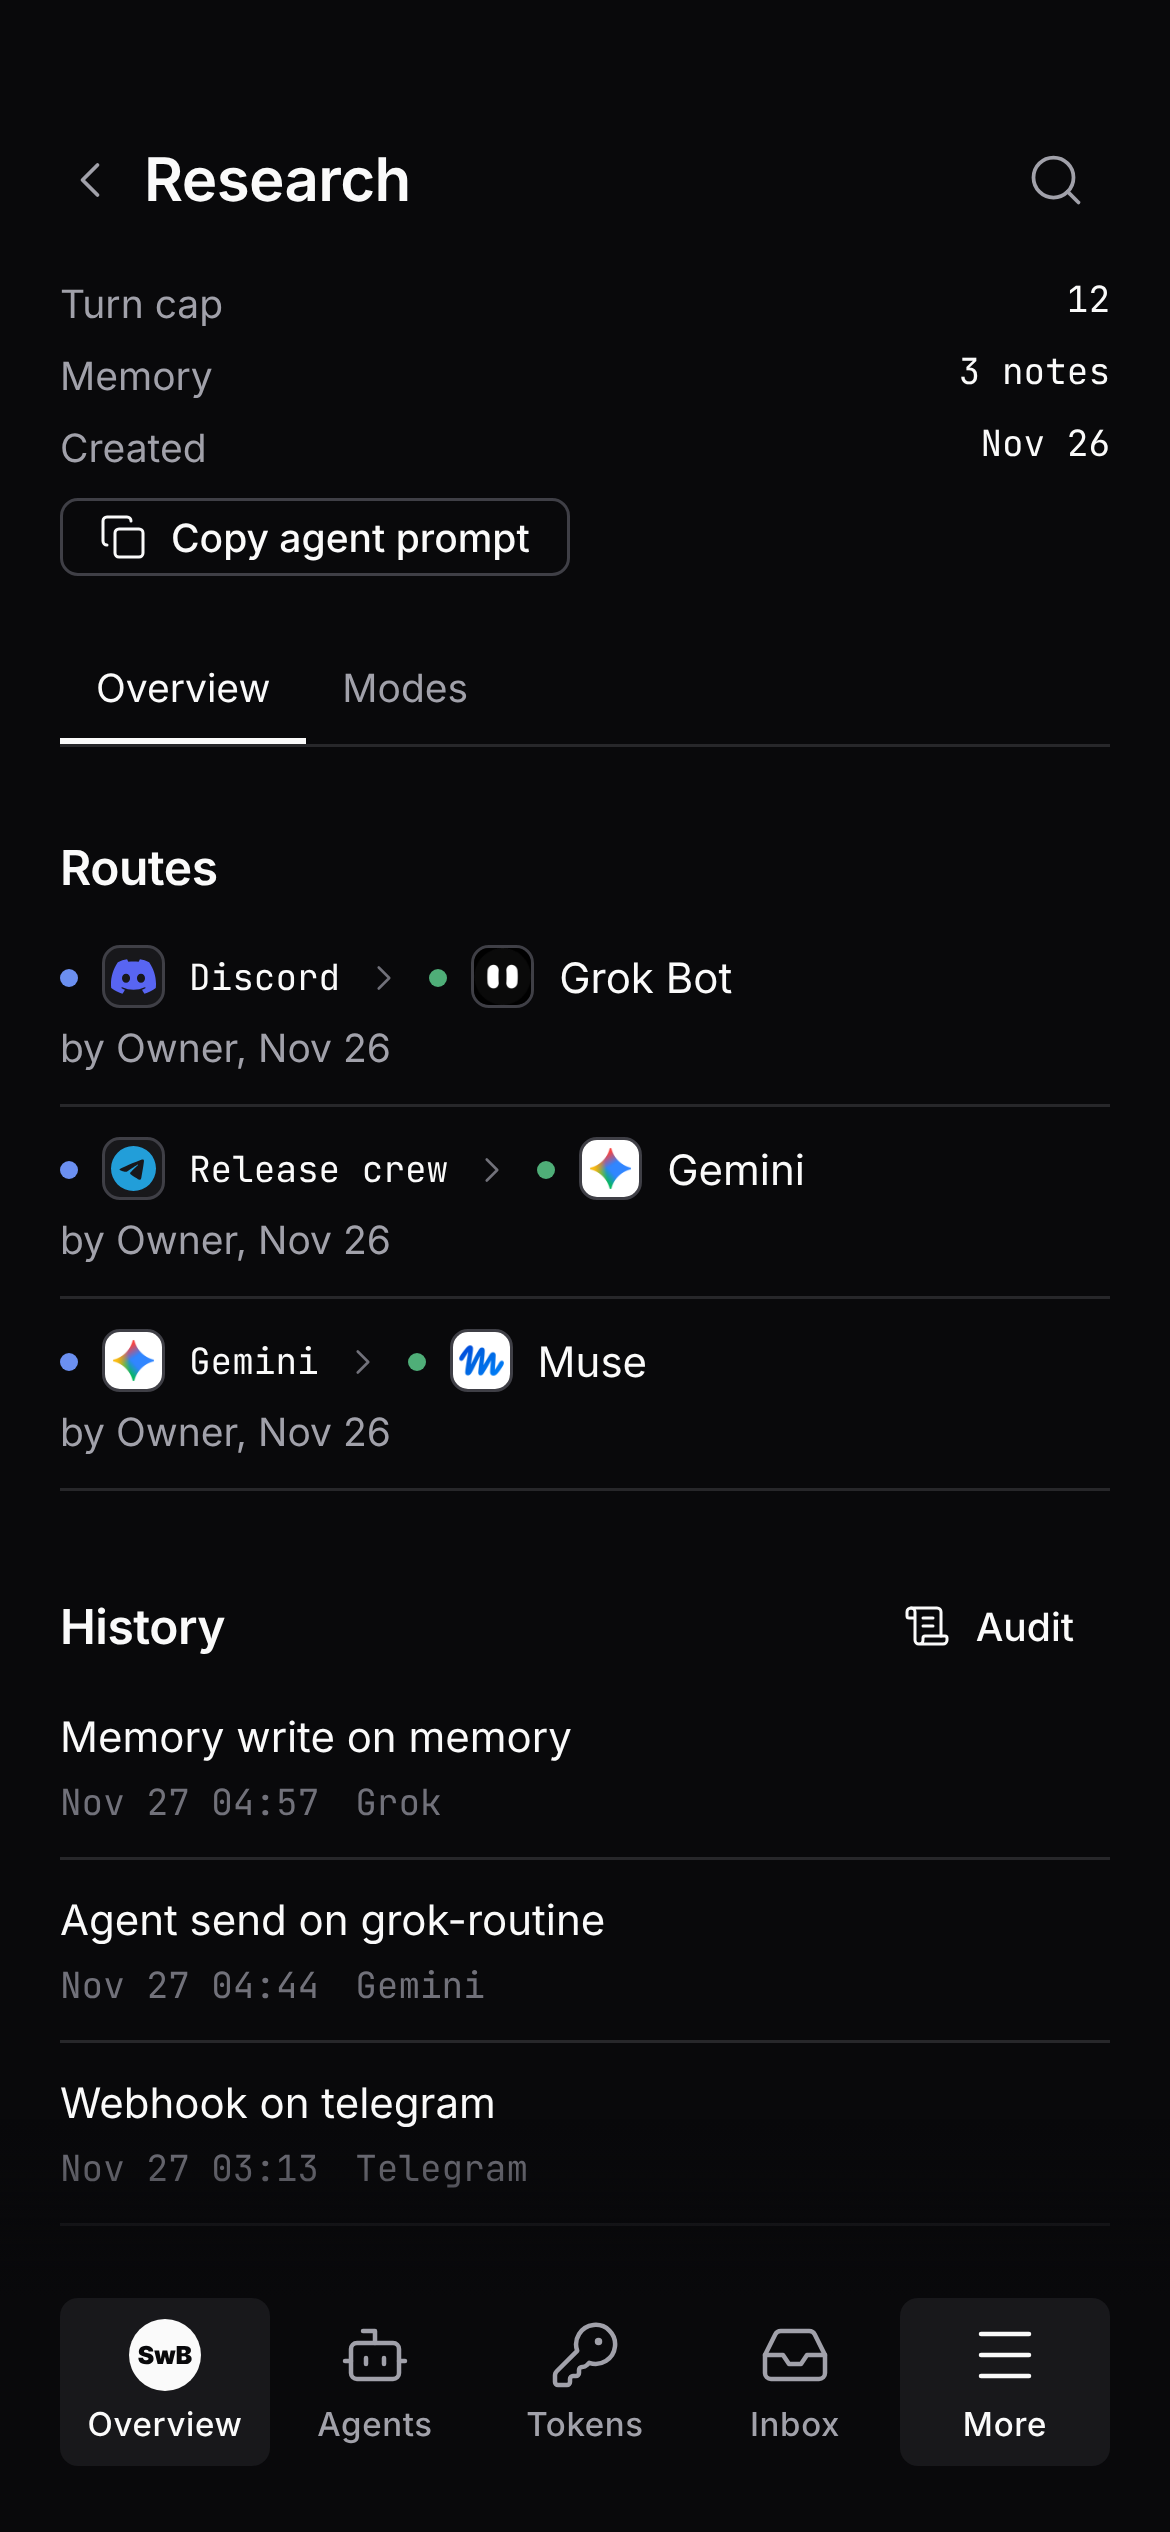 Research
Turn cap 12
Memory 3 notes
Created Nov 26
Copy agent prompt
Overview Modes
Routes
Discord Grok Bot
by Owner, Nov 26
Release crew Gemini
by Owner, Nov 26
Gemini Muse
by Owner, Nov 26
History Audit
Memory write on memory
Nov 27 04:57 Grok
Agent send on grok-routine
Nov 27 04:44 Gemini
Webhook on telegram
Nov 27 03:13 Telegram
SwB
Overview Agents Tokens Inbox More